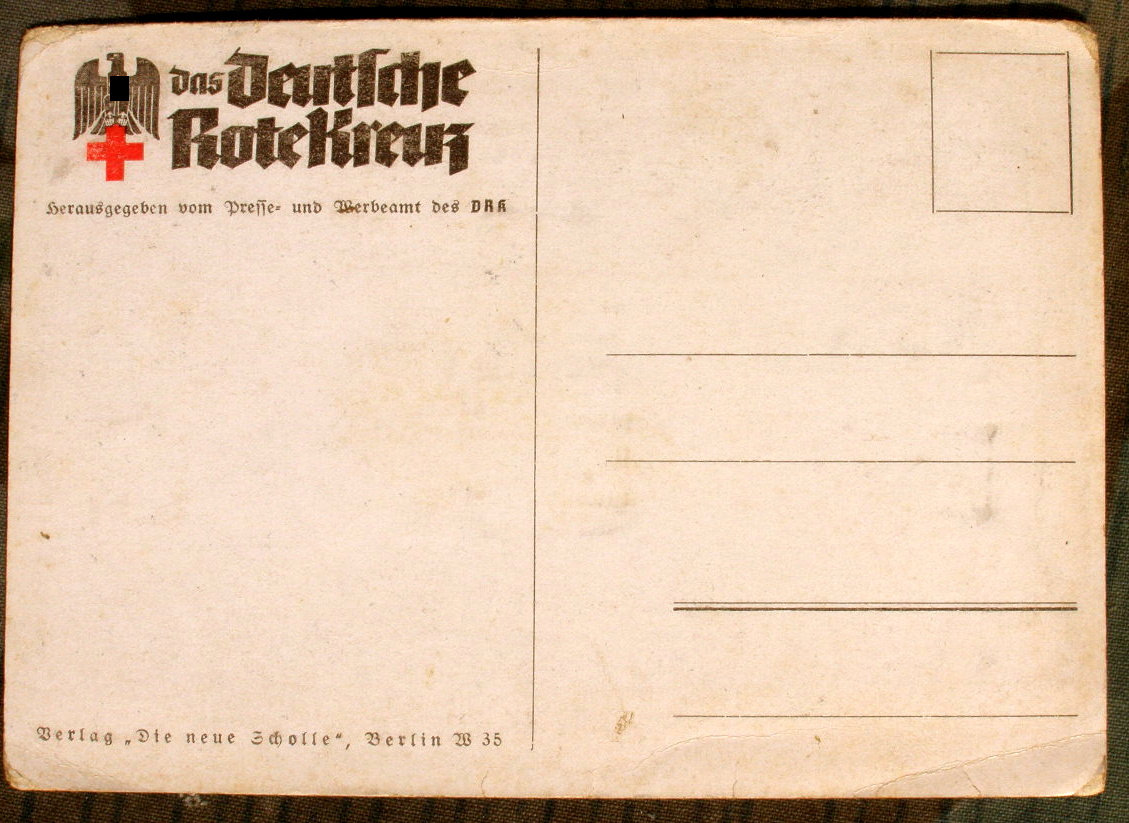 das Deutsche
Rote Kreuz
Herausgegeben vom Presse- und Werbeamt des DRK
Verlag „Die neue Scholle“, Berlin W 35